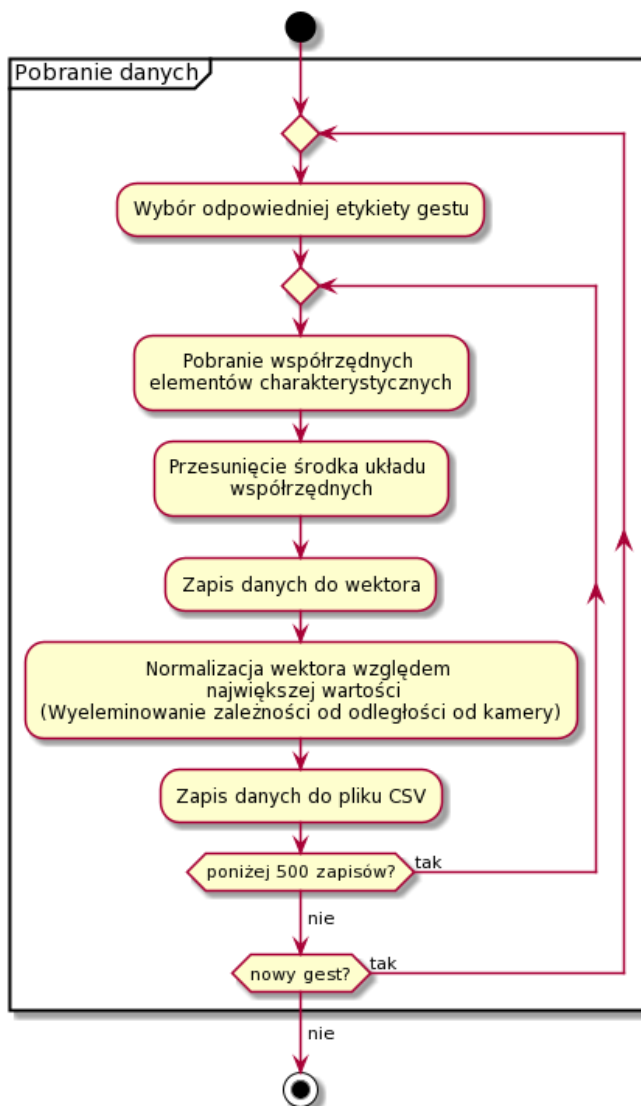 Pobranie danych
Wybór odpowiedniej etykiety gestu
Pobranie współrzędnych
elementów charakterystycznych
Przesunięcie środka układu
współrzędnych
Zapis danych do wektora
Normalizacja wektora względem
największej wartości
(Wyeleminowanie zależności od odległości od kamery)
Zapis danych do pliku CSV
poniżej 500 zapisów?
tak
nie
nowy gest?
tak
nie